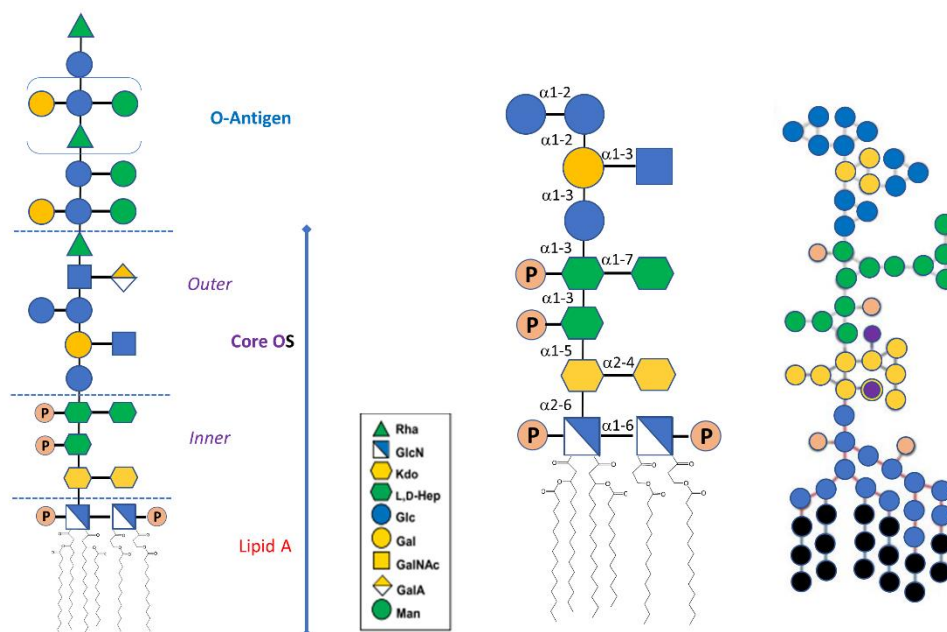 O-Antigen
Outer
Core OS
Inner
Lipid A
P
P
P
P
Rha
GlcN
Kdo
L,D-Hep
Glc
Gal
GalNAc
GalA
Man
α1-2
α1-2
α1-3
α1-3
α1-3
α1-7
P
α1-3
P
α1-5
α2-4
α2-6
P
α1-6
P